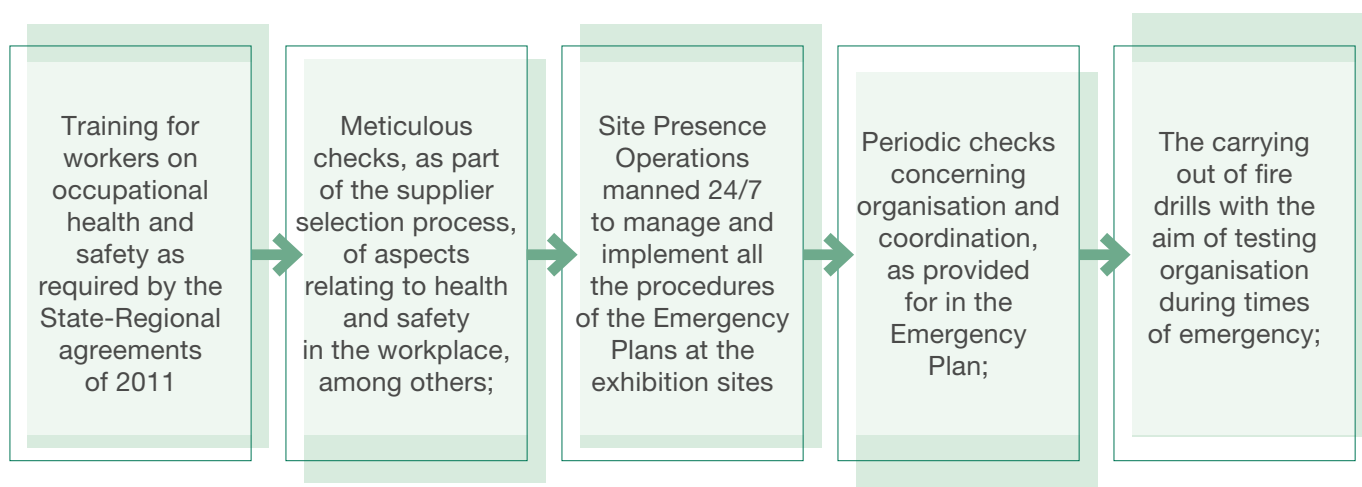 Training for
workers on
occupational
health and
safety as
required by the
State-Regional
agreements
of 2011
Meticulous
checks, as part
of the supplier
selection process,
of aspects
relating to health
and safety
in the workplace,
among others;
Site Presence
Operations
manned 24/7
to manage and
implement all
the procedures
of the Emergency
Plans at the
exhibition sites
Periodic checks
concerning
organisation and
coordination,
as provided
for in the
Emergency
Plan;
The carrying
out of fire
drills with the
aim of testing
organisation
during times
of emergency;